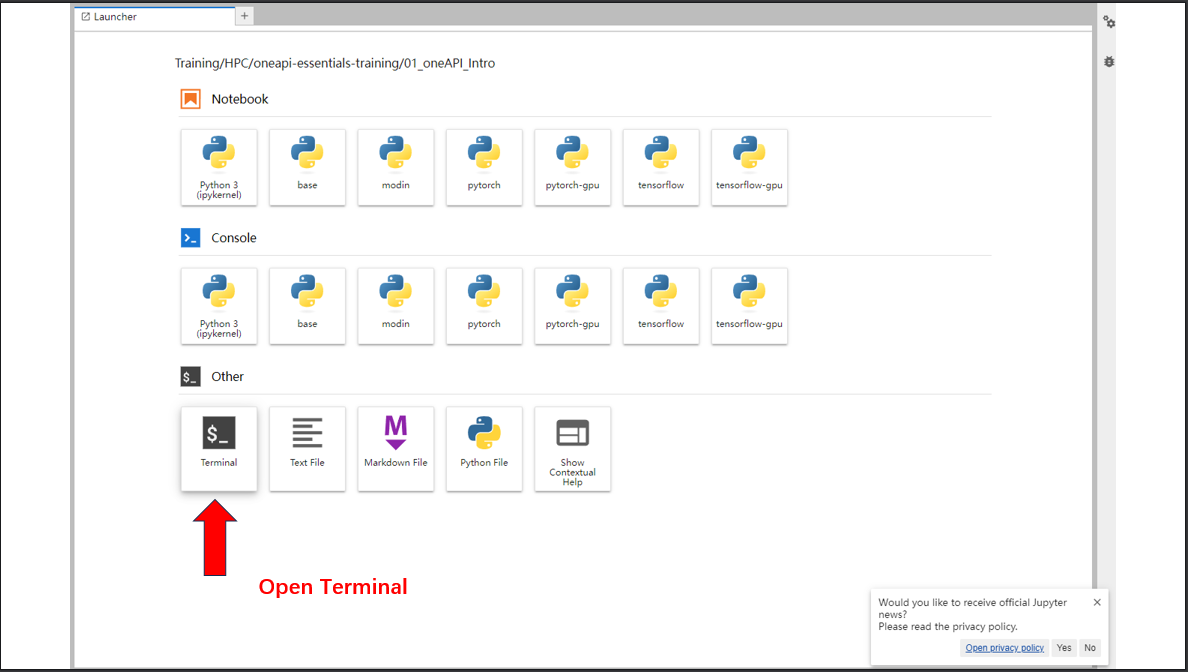 Launcher
+
Training/HPC/oneapi-essentials-training/01_oneAPI_Intro
Notebook
Python 3
(ipykernel)
base
modin
pytorch
pytorch-gpu
tensorflow
tensorflow-gpu
>_ Console
Python 3
(ipykernel)
base
modin
pytorch
pytorch-gpu
tensorflow
tensorflow-gpu
$_ Other
$_
Terminal
Text File
M
Markdown File
Python File
Show
Contextual
Help
Open Terminal
Would you like to receive official Jupyter
news?
Please read the privacy policy.
Open privacy policy
Yes
No